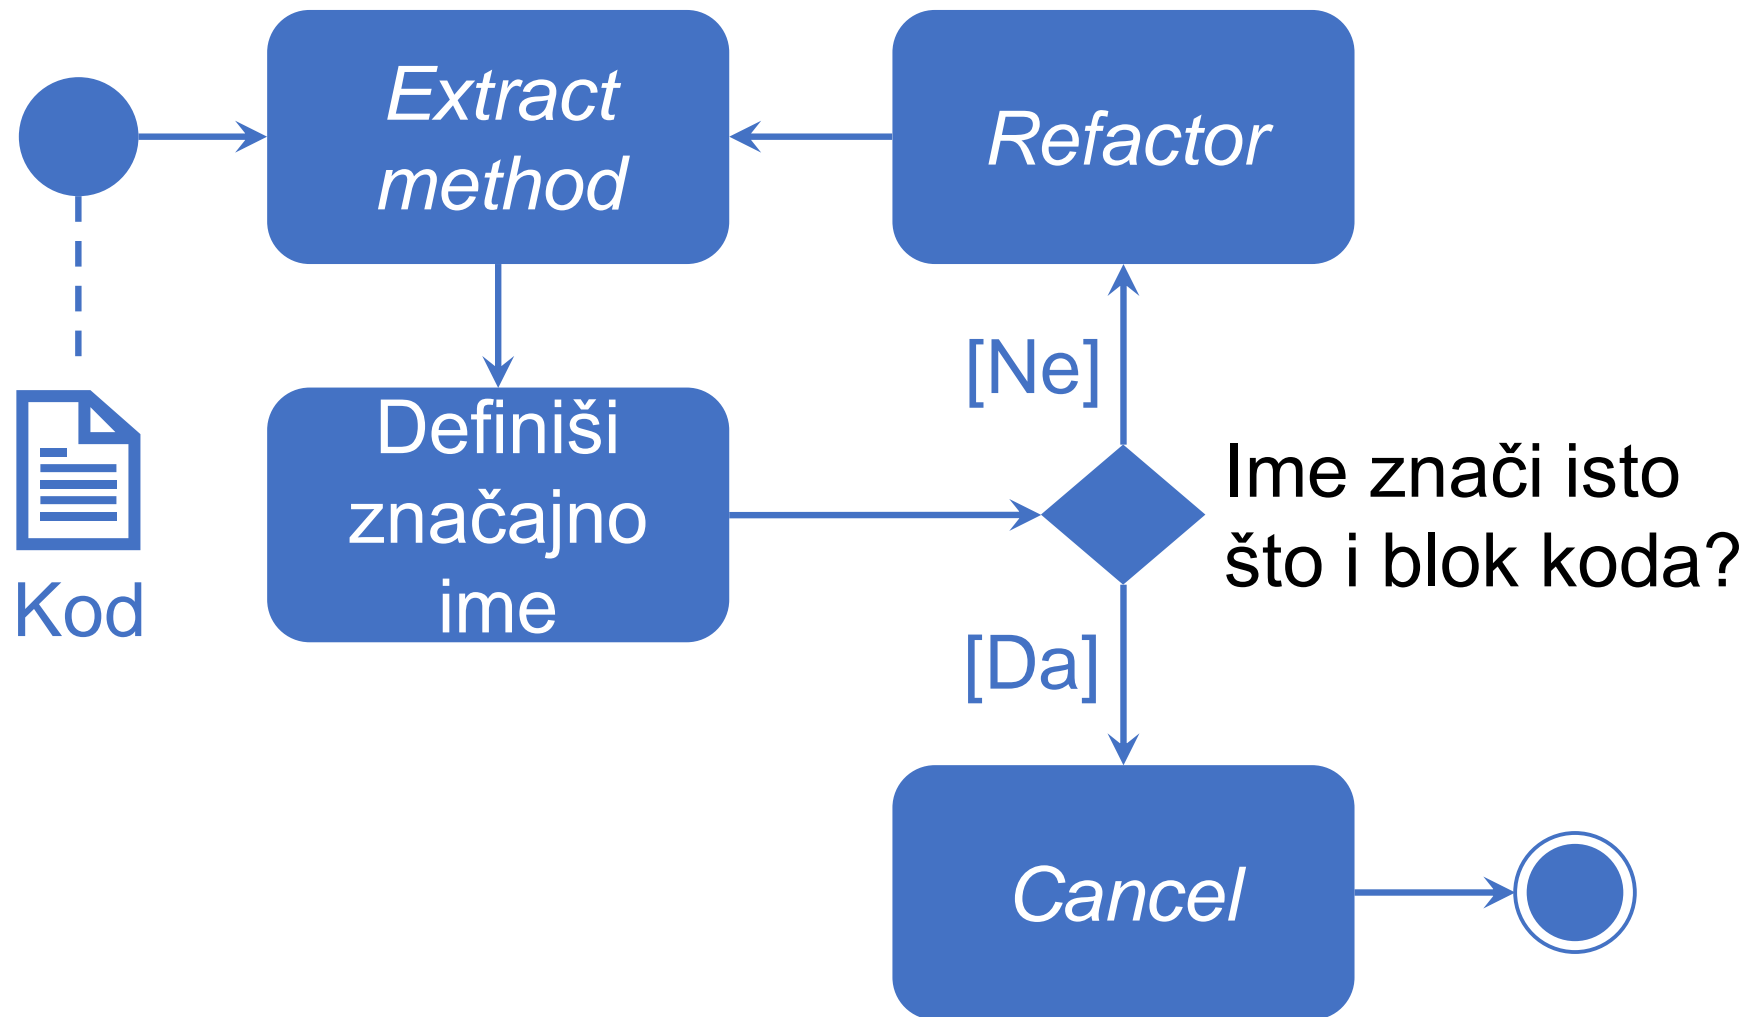 Extract
method
Refactor
[Ne]
Definiši
značajno
ime
Ime znači isto
što i blok koda?
Kod
[Da]
Cancel